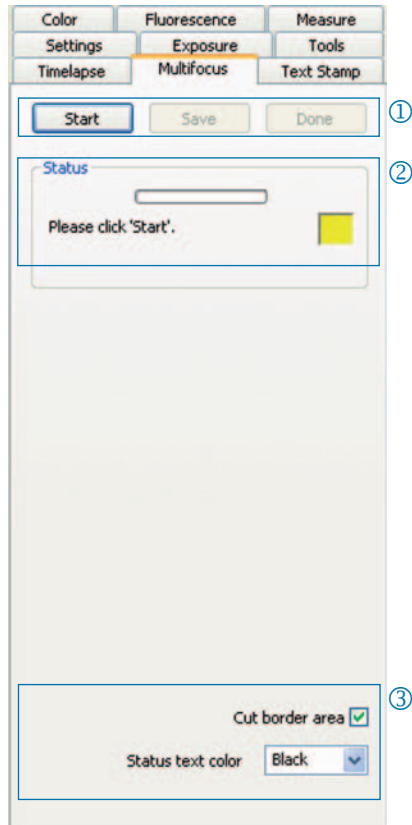 Color Fluorescence Measure
Settings Exposure Tools
Timelapse Multifocus Text Stamp
Start Save Done
①
Status
②
Please click 'Start'.
③
Cut border area
Status text color Black